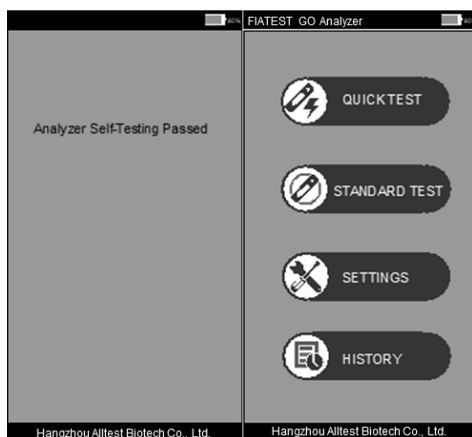 80%
Analyzer Self-Testing Passed
Hangzhou Alltest Biotech Co., Ltd.
FIATEST GO Analyzer
QUICKTEST
STANDARD TEST
SETTINGS
HISTORY
Hangzhou Alltest Biotech Co., Ltd.